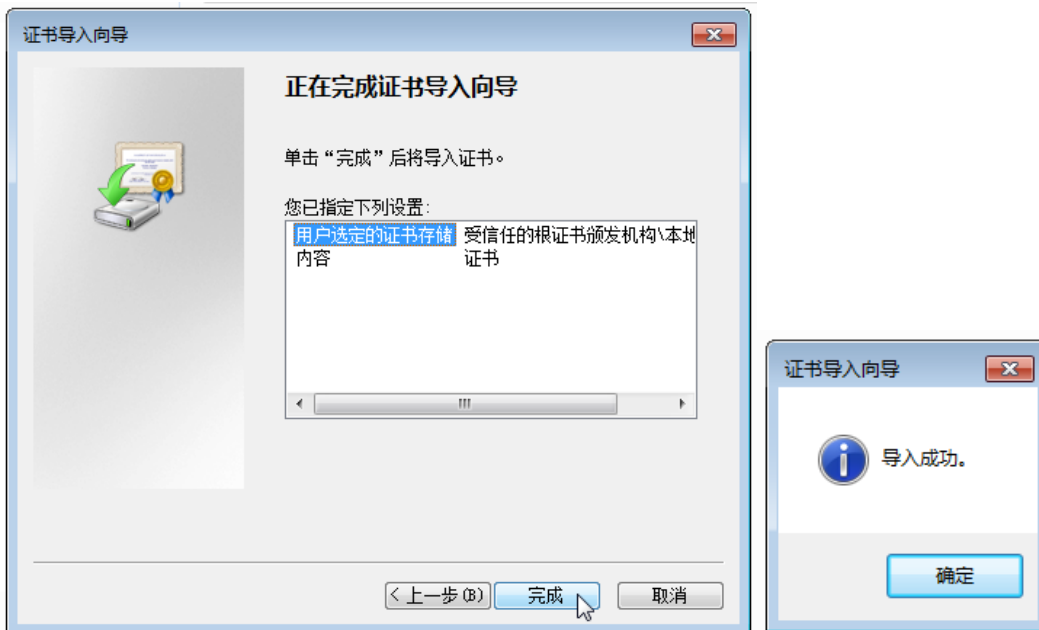 证书导入向导
正在完成证书导入向导
单击“完成”后将导入证书。
您已指定下列设置:
用户选定的证书存储 受信任的根证书颁发机构\本地
内容 证书
< 上一步(B) 完成 取消
证书导入向导
导入成功。
确定